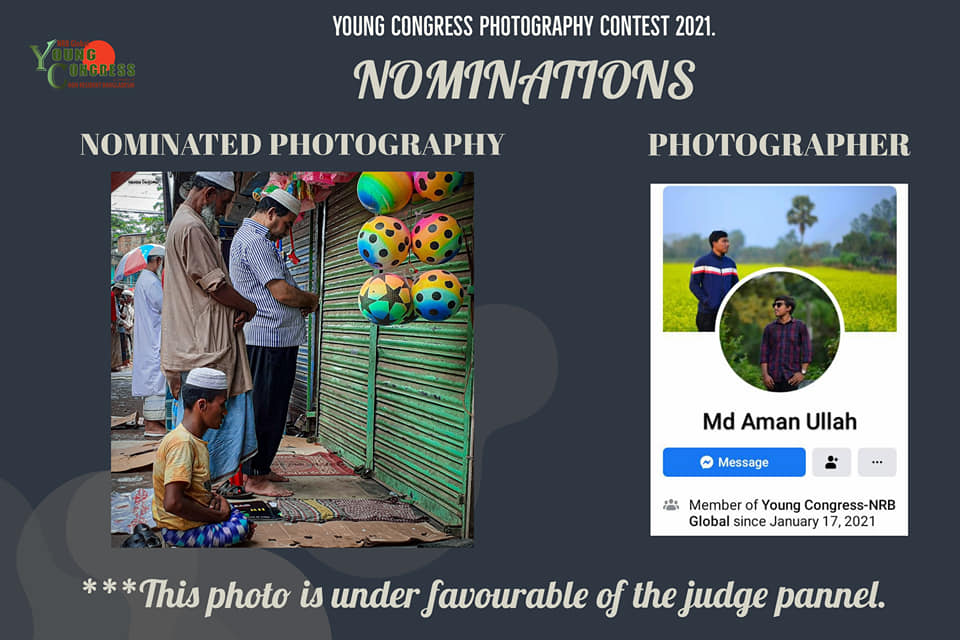 YOUNG CONGRESS PHOTOGRAPHY CONTEST 2021.
YOUNG
CONGRESS
NOMINATIONS
NOMINATED PHOTOGRAPHY
PHOTOGRAPHER
Md Aman Ullah
Message
Member of Young Congress-NRB
Global since January 17, 2021
***This photo is under favourable of the judge pannel.